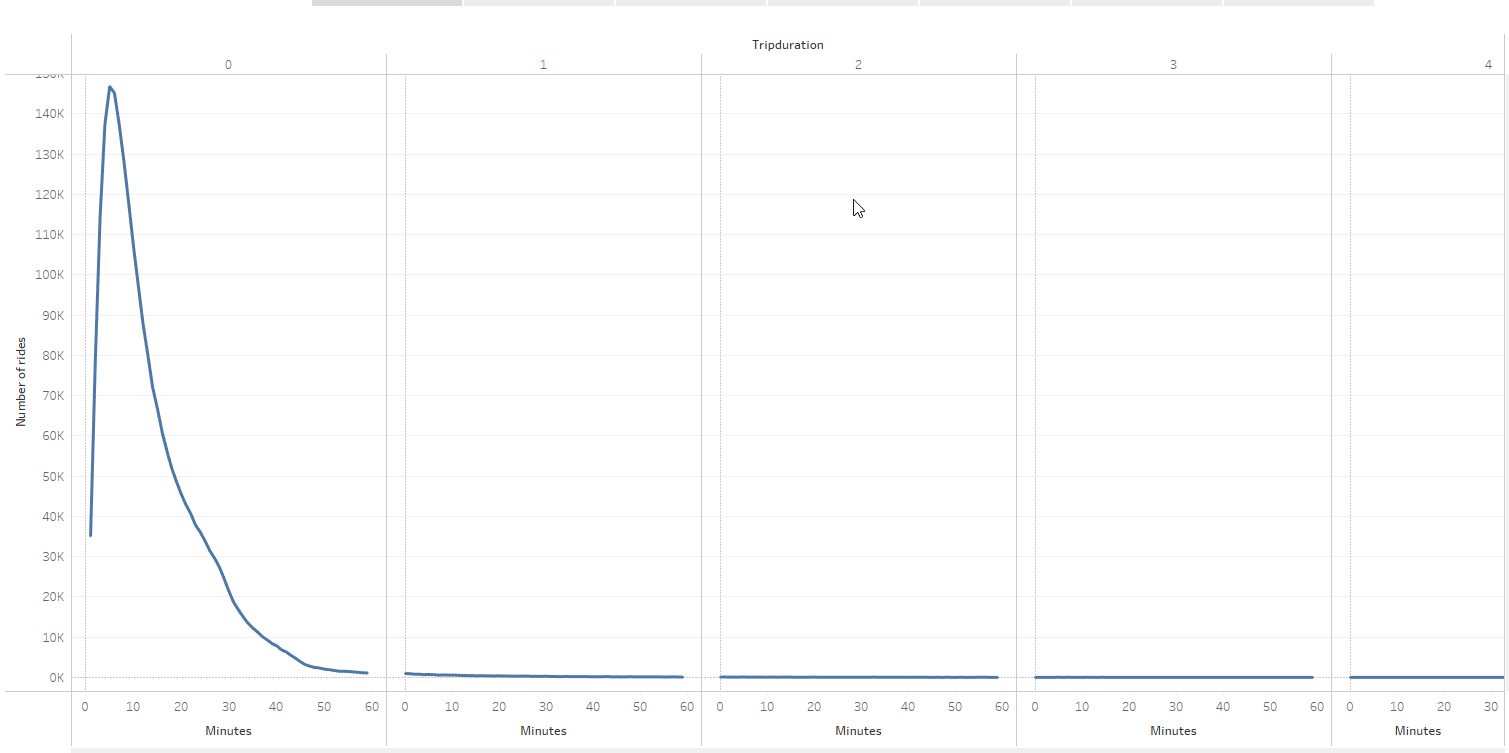 Tripduration
0 1 2 3 4
150K
140K
130K
120K
110K
100K
90K
80K
70K
60K
50K
40K
30K
20K
10K
0K
Number of rides
0 10 20 30 40 50 60 0 10 20 30 40 50 60 0 10 20 30 40 50 60 0 10 20 30 40 50 60 0 10 20 30
Minutes Minutes Minutes Minutes Minutes